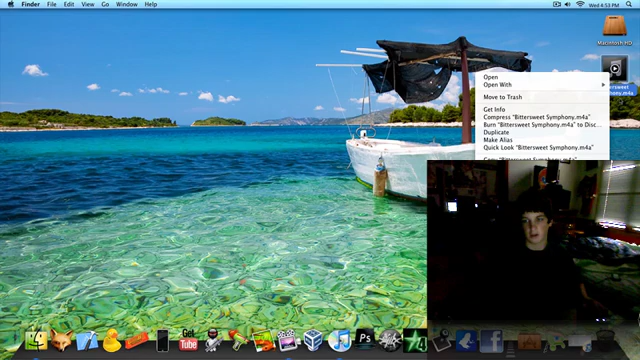 Finder File Edit View Go Window Help
Wed 4:53 PM
Macintosh HD
Open
Open With
Move to Trash
Get Info
Compress "Bittersweet Symphony.m4a"
Burn "Bittersweet Symphony.m4a" to Disc...
Duplicate
Make Alias
Quick Look "Bittersweet Symphony.m4a"
Get
Tube
Ps
4
f